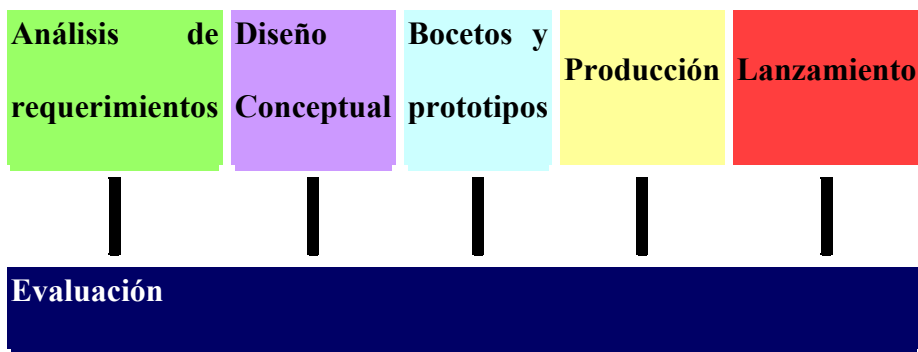 Análisis de
requerimientos
Diseño
Conceptual
Bocetos y
prototipos
Producción
Lanzamiento
Evaluación